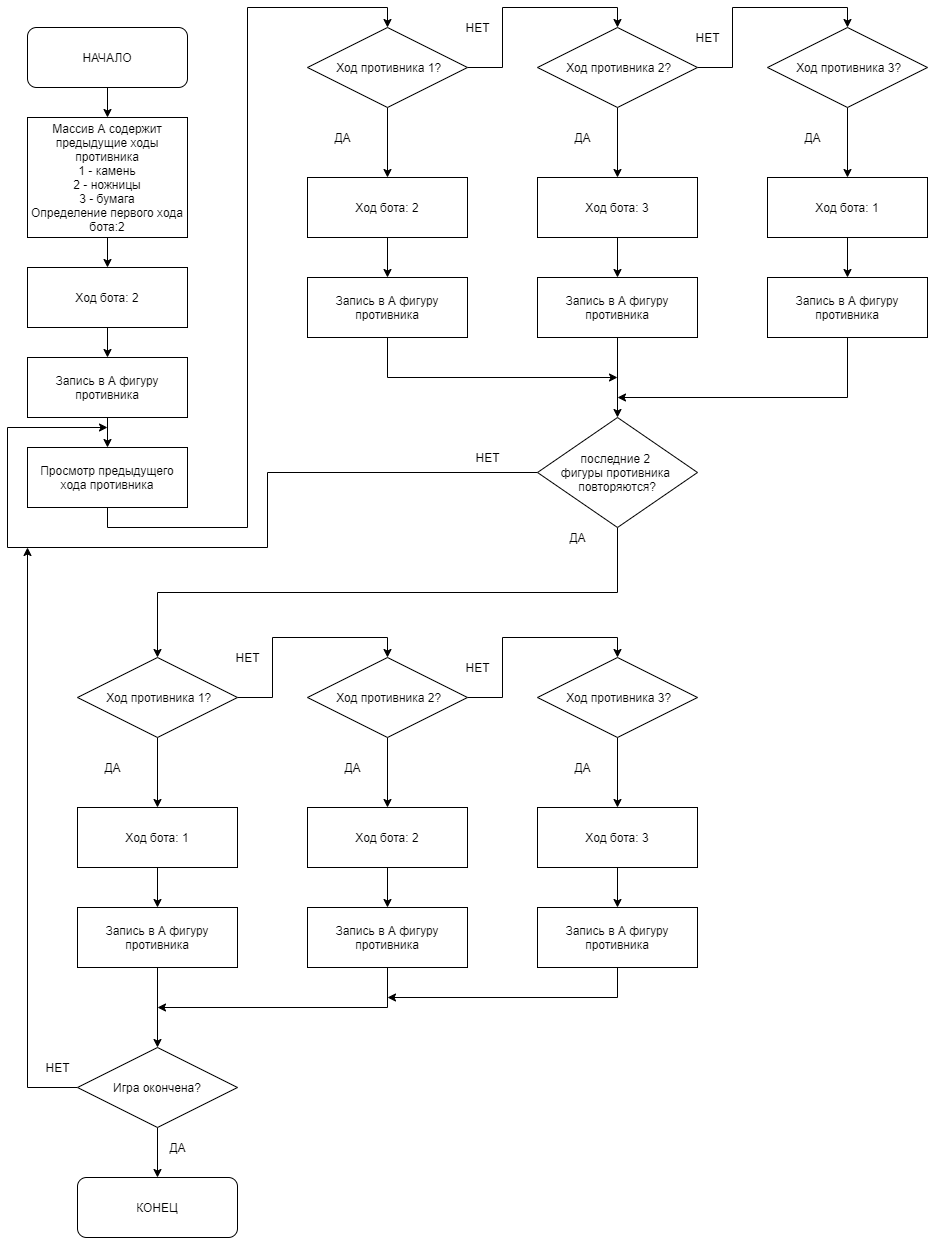 НАЧАЛО
Массив А содержит
предыдущие ходы
противника
1 - камень
2 - ножницы
3 - бумага
Определение первого хода
бота:2
Ход бота: 2
Запись в А фигуру
противника
Просмотр предыдущего
хода противника
Ход противника 1?
НЕТ
Ход противника 2?
НЕТ
Ход противника 3?
ДА
ДА
ДА
Ход бота: 2
Ход бота: 3
Ход бота: 1
Запись в А фигуру
противника
Запись в А фигуру
противника
Запись в А фигуру
противника
последние 2
фигуры противника
повторяются?
НЕТ
ДА
Ход противника 1?
НЕТ
Ход противника 2?
НЕТ
Ход противника 3?
ДА
ДА
ДА
Ход бота: 1
Ход бота: 2
Ход бота: 3
Запись в А фигуру
противника
Запись в А фигуру
противника
Запись в А фигуру
противника
НЕТ
Игра окончена?
ДА
КОНЕЦ